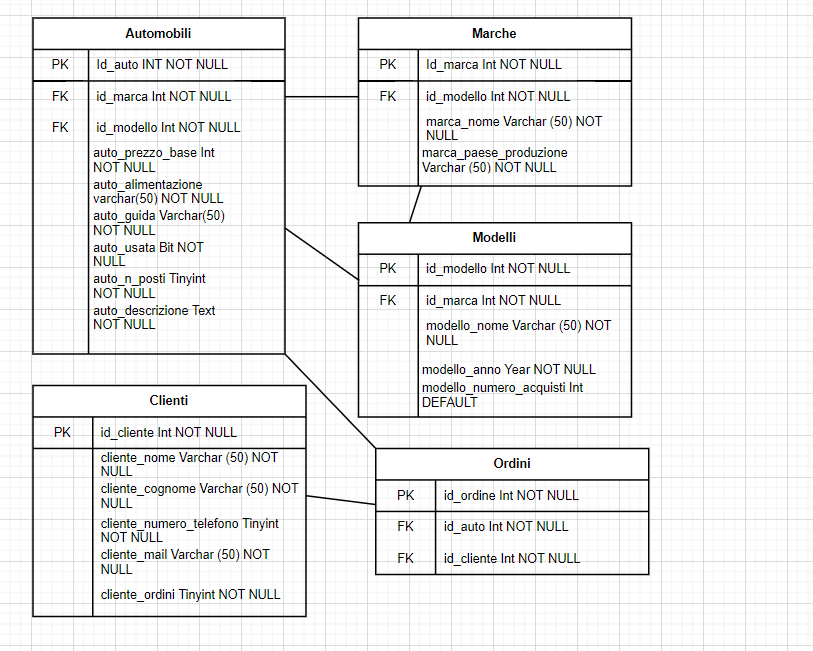 Automobili
PK Id_auto INT NOT NULL
FK id_marca Int NOT NULL
FK id_modello Int NOT NULL
auto_prezzo_base Int
NOT NULL
auto_alimentazione
varchar(50) NOT NULL
auto_guida Varchar(50)
NOT NULL
auto_usata Bit NOT
NULL
auto_n_posti Tinyint
NOT NULL
auto_descrizione Text
NOT NULL
Marche
PK Id_marca Int NOT NULL
FK id_modello Int NOT NULL
marca_nome Varchar (50) NOT
NULL
marca_paese_produzione
Varchar (50) NOT NULL
Modelli
PK id_modello Int NOT NULL
FK id_marca Int NOT NULL
modello_nome Varchar (50) NOT
NULL
modello_anno Year NOT NULL
modello_numero_acquisti Int
DEFAULT
Clienti
PK id_cliente Int NOT NULL
cliente_nome Varchar (50) NOT
NULL
cliente_cognome Varchar (50) NOT
NULL
cliente_numero_telefono Tinyint
NOT NULL
cliente_mail Varchar (50) NOT
NULL
cliente_ordini Tinyint NOT NULL
Ordini
PK id_ordine Int NOT NULL
FK id_auto Int NOT NULL
FK id_cliente Int NOT NULL